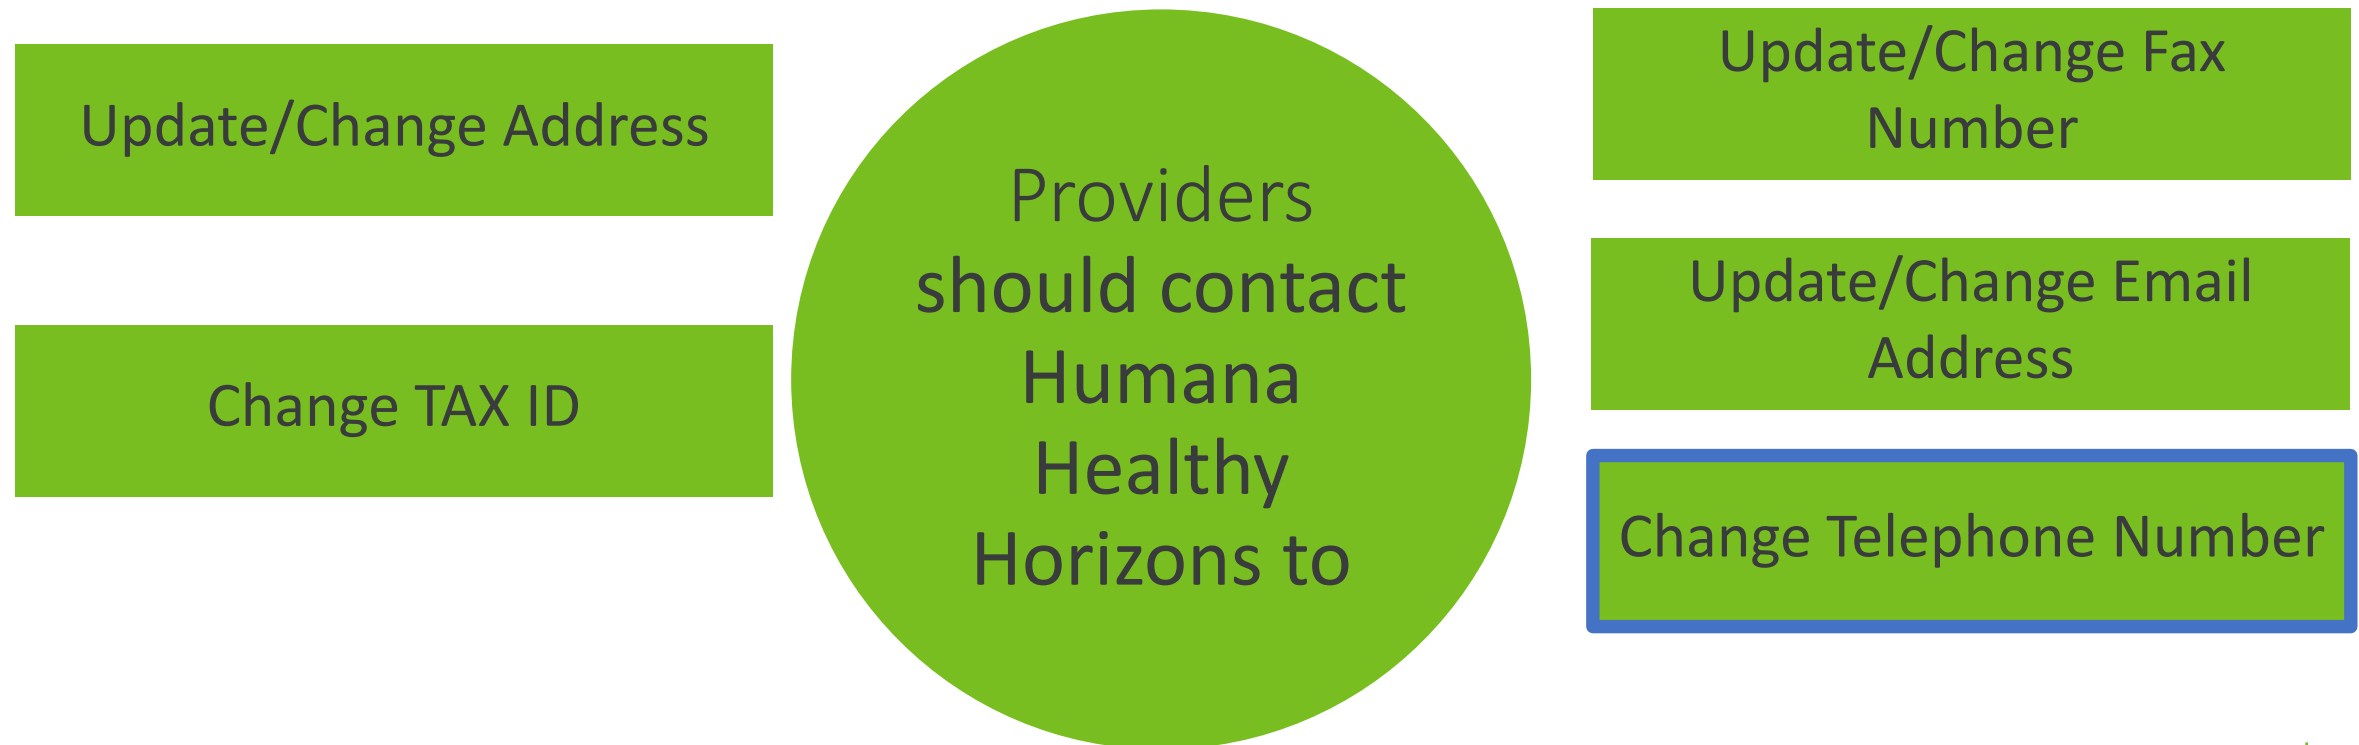 Update/Change Address
Change TAX ID
Providers
should contact
Humana
Healthy
Horizons to
Update/Change Fax
Number
Update/Change Email
Address
Change Telephone Number